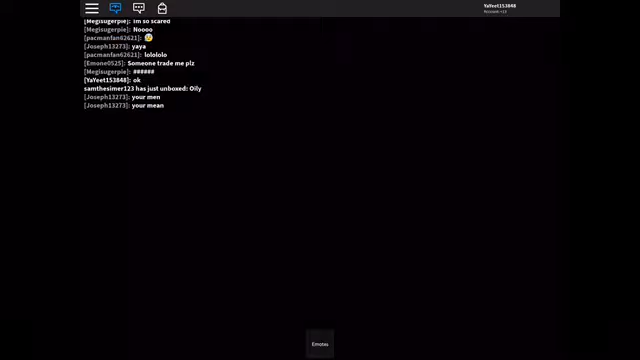 YaYeet153848
[Megisugerpie]: Im so scared
[Megisugerpie]: Noooo
[pacmanfan62621]: 😰
[Joseph13273]: yaya
[pacmanfan62621]: lolololo
[Emone0525]: Someone trade me plz
[Megisugerpie]: ######
[YaYeet153848]: ok
samthesimer123 has just unboxed: Oily
[Joseph13273]: your men
[Joseph13273]: your mean
Emotes